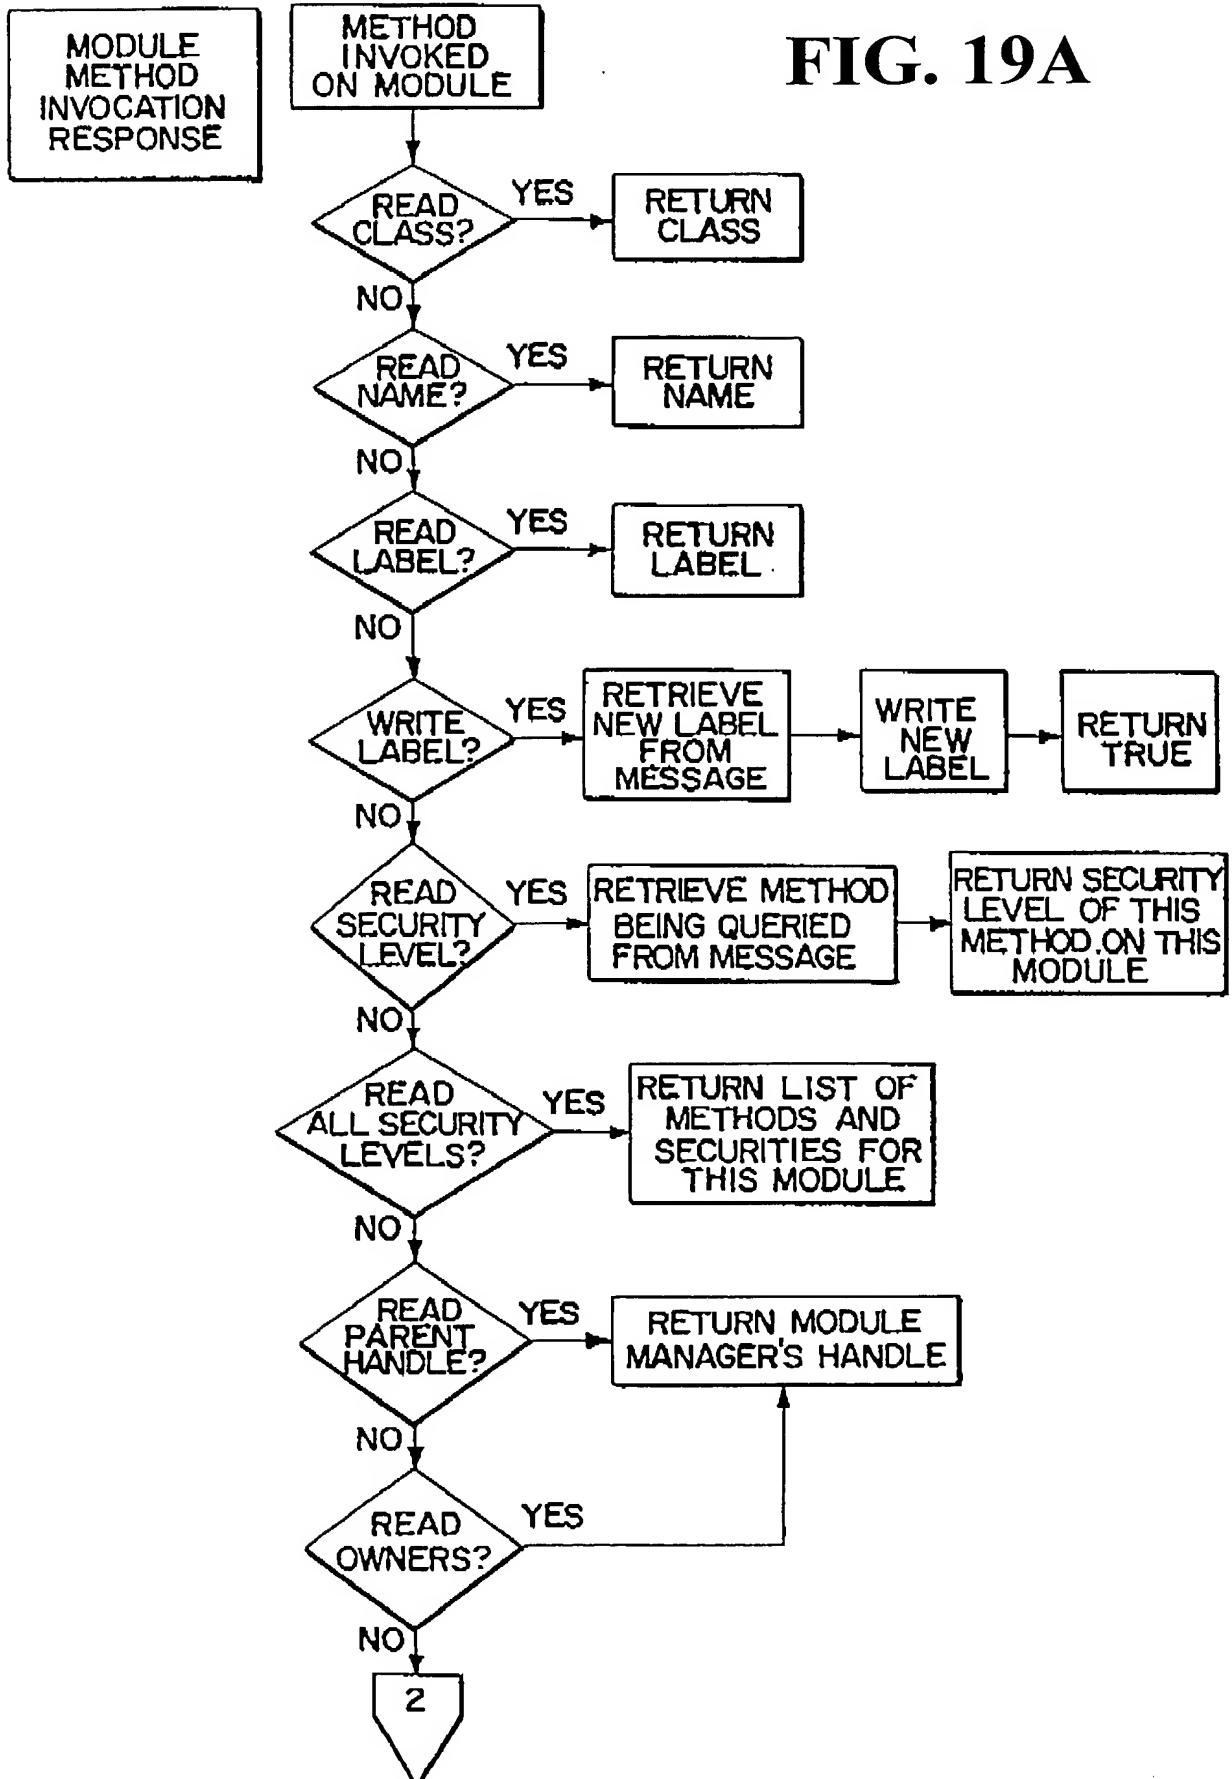 MODULE
METHOD
INVOCATION
RESPONSE
METHOD
INVOKED
ON MODULE
FIG. 19A
READ
CLASS?
YES
RETURN
CLASS
NO
READ
NAME?
YES
RETURN
NAME
NO
READ
LABEL?
YES
RETURN
LABEL
NO
WRITE
LABEL?
YES
RETRIEVE
NEW LABEL
FROM
MESSAGE
WRITE
NEW
LABEL
RETURN
TRUE
NO
READ
SECURITY
LEVEL?
YES
RETRIEVE METHOD
BEING QUERIED
FROM MESSAGE
RETURN SECURITY
LEVEL OF THIS
METHOD.ON THIS
MODULE
NO
READ
ALL SECURITY
LEVELS?
YES
RETURN LIST OF
METHODS AND
SECURITIES FOR
THIS MODULE
NO
READ
PARENT
HANDLE?
YES
RETURN MODULE
MANAGER'S HANDLE
NO
READ
OWNERS?
YES
NO
2